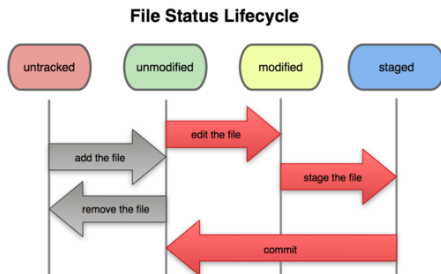 File Status Lifecycle
untracked
unmodified
modified
staged
edit the file
add the file
stage the file
remove the file
commit